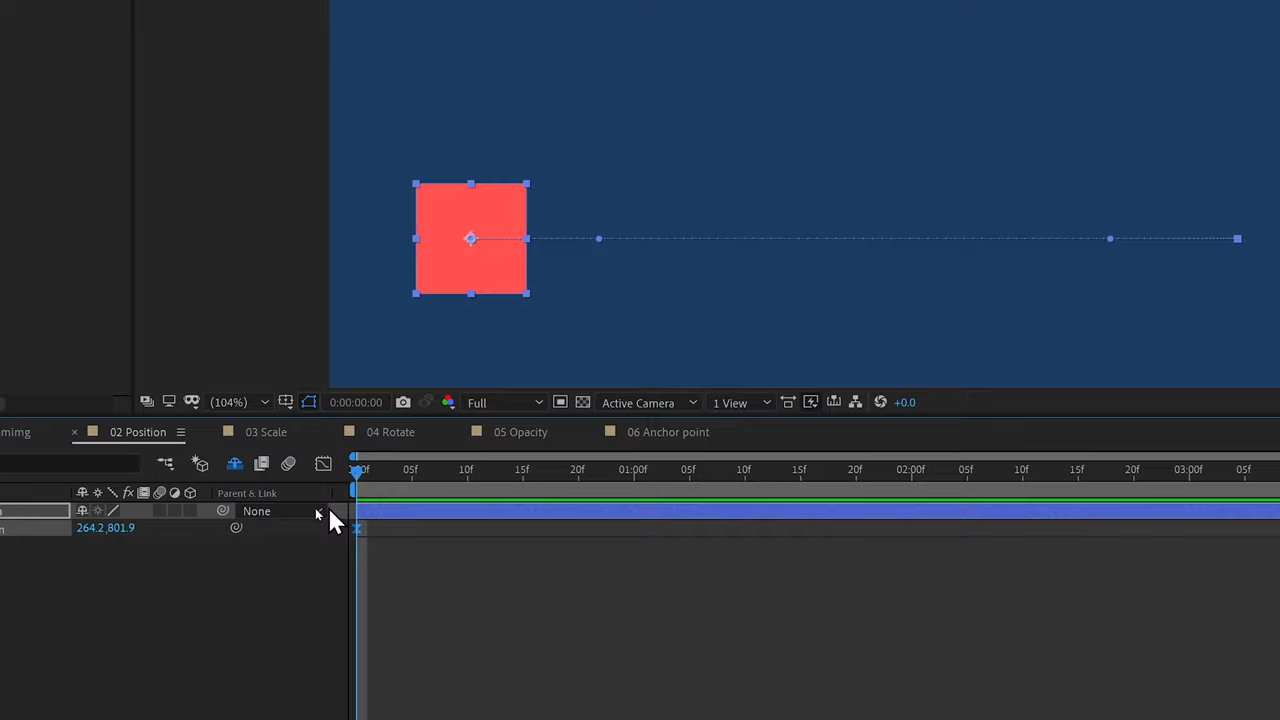 (104%) 0:00:00:00 Full Active Camera 1 View +0.0
mimg 02 Position 03 Scale 04 Rotate 05 Opacity 06 Anchor point
05f 10f 15f 20f 01:00f 05f 10f 15f 20f 02:00f 05f 10f 15f 20f 03:00f 05f
fx Parent & Link
None
264.2,801.9